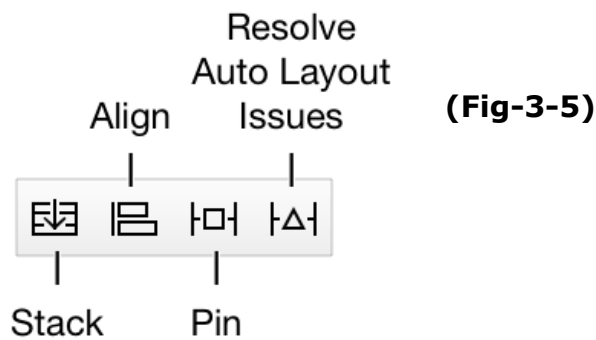 Resolve
Auto Layout
Issues
Align
(Fig-3-5)
Stack
Pin